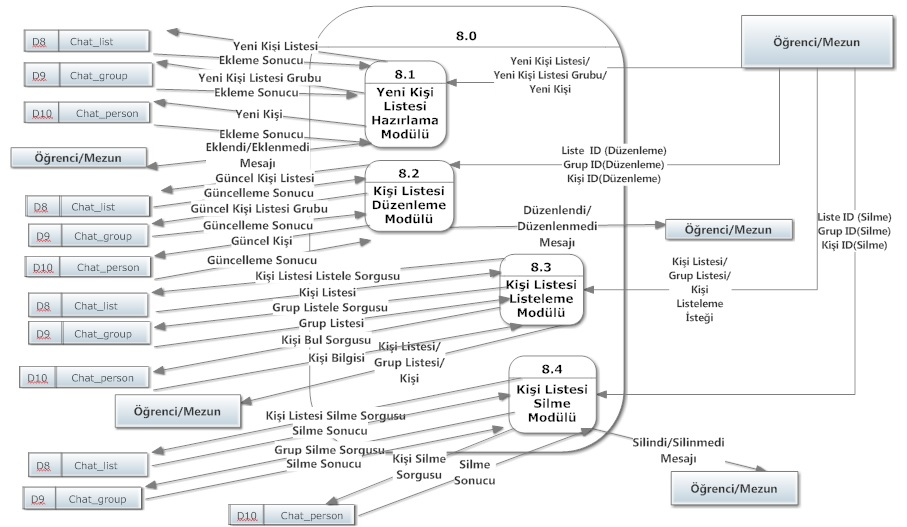 8.0
Öğrenci/Mezun
D8 Chat_list
Yeni Kişi Listesi
Ekleme Sonucu
D9 Chat_group
Yeni Kişi Listesi Grubu
Ekleme Sonucu
D10 Chat_person
Yeni Kişi
Ekleme Sonucu
Eklendi/Eklenmedi
Mesajı
Öğrenci/Mezun
8.1
Yeni Kişi
Listesi
Hazırlama
Modülü
Yeni Kişi Listesi/
Yeni Kişi Listesi Grubu/
Yeni Kişi
Liste ID (Düzenleme)
Grup ID(Düzenleme)
Kişi ID(Düzenleme)
8.2
Kişi Listesi
Düzenleme
Modülü
Güncel Kişi Listesi
Güncelleme Sonucu
D8 Chat_list
Güncel Kişi Listesi Grubu
Güncelleme Sonucu
D9 Chat_group
Güncel Kişi
Güncelleme Sonucu
D10 Chat_person
Düzenlendi/
Düzenlenmedi
Mesajı
Öğrenci/Mezun
Liste ID (Silme)
Grup ID(Silme)
Kişi ID(Silme)
8.3
Kişi Listesi
Listeleme
Modülü
Kişi Listesi/
Grup Listesi/
Kişi
Listeleme
İsteği
Kişi Listesi Listele Sorgusu
Kişi Listesi
D8 Chat_list
Grup Listele Sorgusu
Grup Listesi
D9 Chat_group
Kişi Bul Sorgusu
Kişi Bilgisi
D10 Chat_person
Kişi Listesi/
Grup Listesi/
Kişi
Öğrenci/Mezun
8.4
Kişi Listesi
Silme
Modülü
Kişi Listesi Silme Sorgusu
Silme Sonucu
D8 Chat_list
Grup Silme Sorgusu
Silme Sonucu
D9 Chat_group
Kişi Silme
Sorgusu
Silme
Sonucu
D10 Chat_person
Silindi/Silinmedi
Mesajı
Öğrenci/Mezun